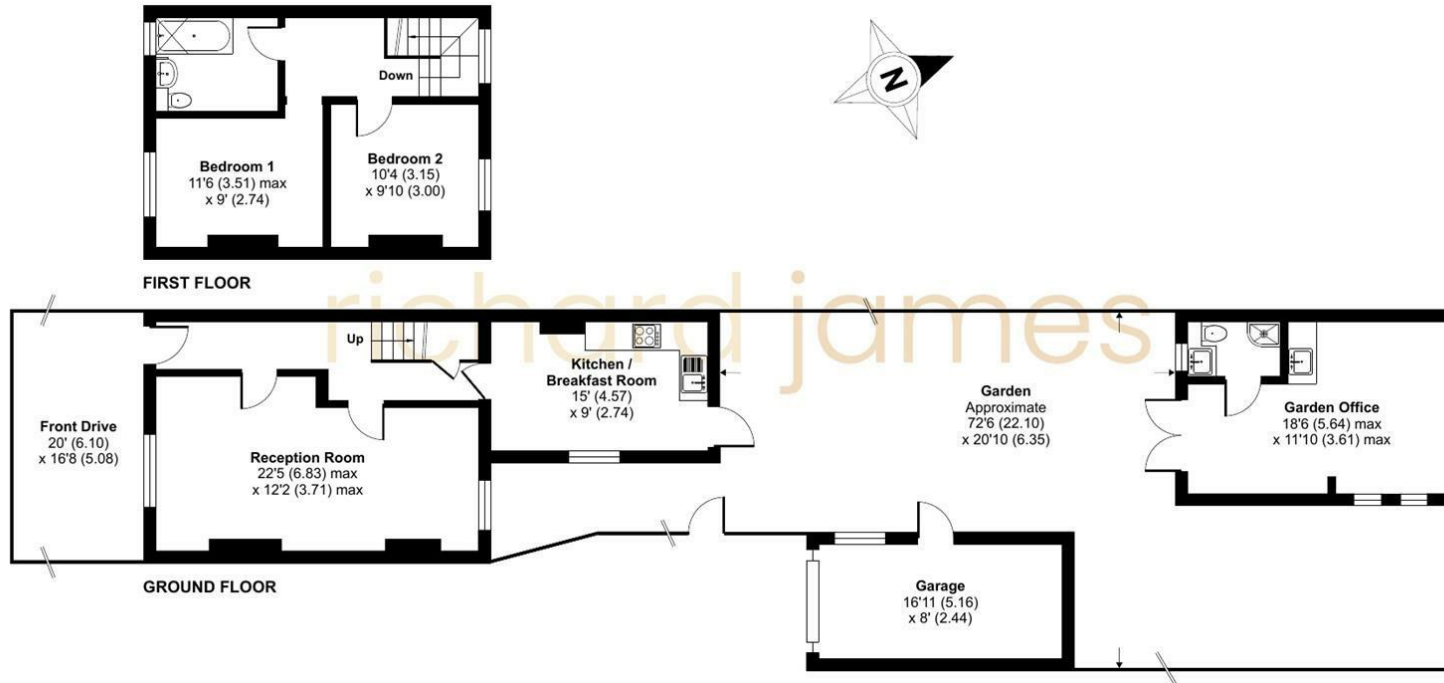 Down
Bedroom 1
11'6 (3.51) max
x 9' (2.74)
Bedroom 2
10'4 (3.15)
x 9'10 (3.00)
N
FIRST FLOOR
richard james
Up
Kitchen /
Breakfast Room
15' (4.57)
x 9' (2.74)
Front Drive
20' (6.10)
x 16'8 (5.08)
Reception Room
22'5 (6.83) max
x 12'2 (3.71) max
Garden
Approximate
72'6 (22.10)
x 20'10 (6.35)
Garden Office
18'6 (5.64) max
x 11'10 (3.61) max
Garage
16'11 (5.16)
x 8' (2.44)
GROUND FLOOR